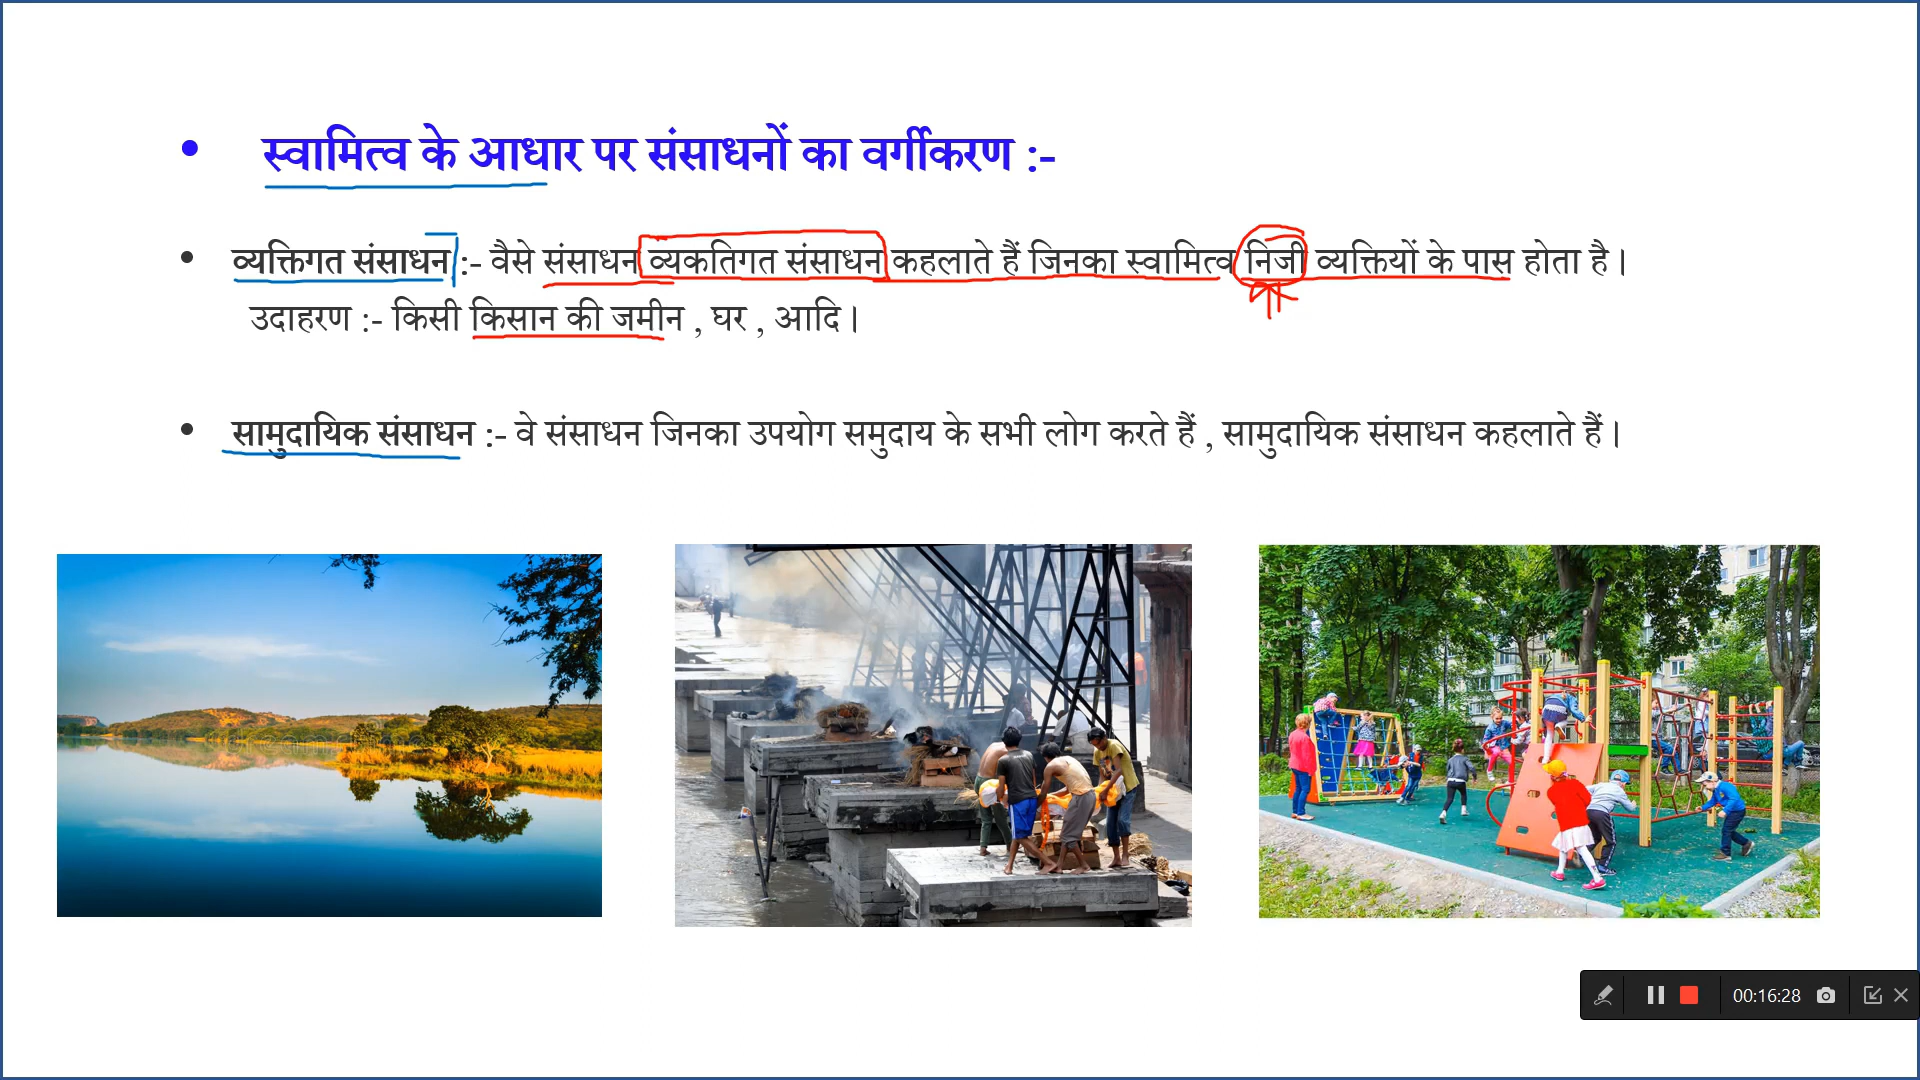 • स्वामित्व के आधार पर संसाधनों का वर्गीकरण :-
• व्यक्तिगत संसाधन :- वैसे संसाधन व्यकतिगत संसाधन कहलाते हैं जिनका स्वामित्व निजी व्यक्तियों के पास होता है।
उदाहरण :- किसी किसान की जमीन , घर , आदि।
• सामुदायिक संसाधन :- वे संसाधन जिनका उपयोग समुदाय के सभी लोग करते हैं , सामुदायिक संसाधन कहलाते हैं।
00:16:28